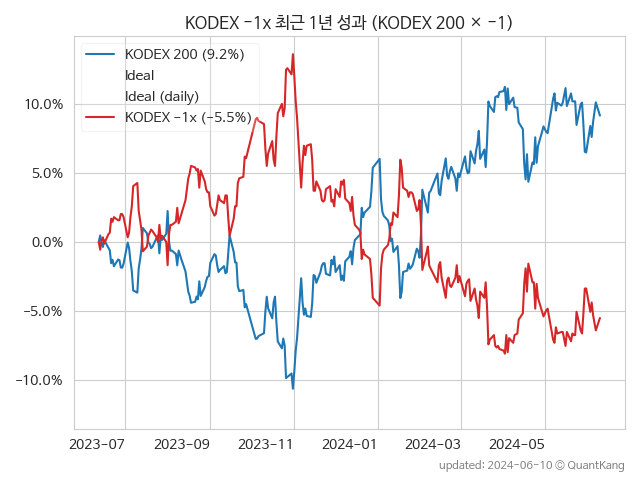 KODEX -1x 최근 1년 성과 (KODEX 200 × -1)
KODEX 200 (9.2%)
Ideal
Ideal (daily)
KODEX -1x (-5.5%)
10.0%
5.0%
0.0%
-5.0%
-10.0%
2023-07 2023-09 2023-11 2024-01 2024-03 2024-05
updated: 2024-06-10 © QuantKang